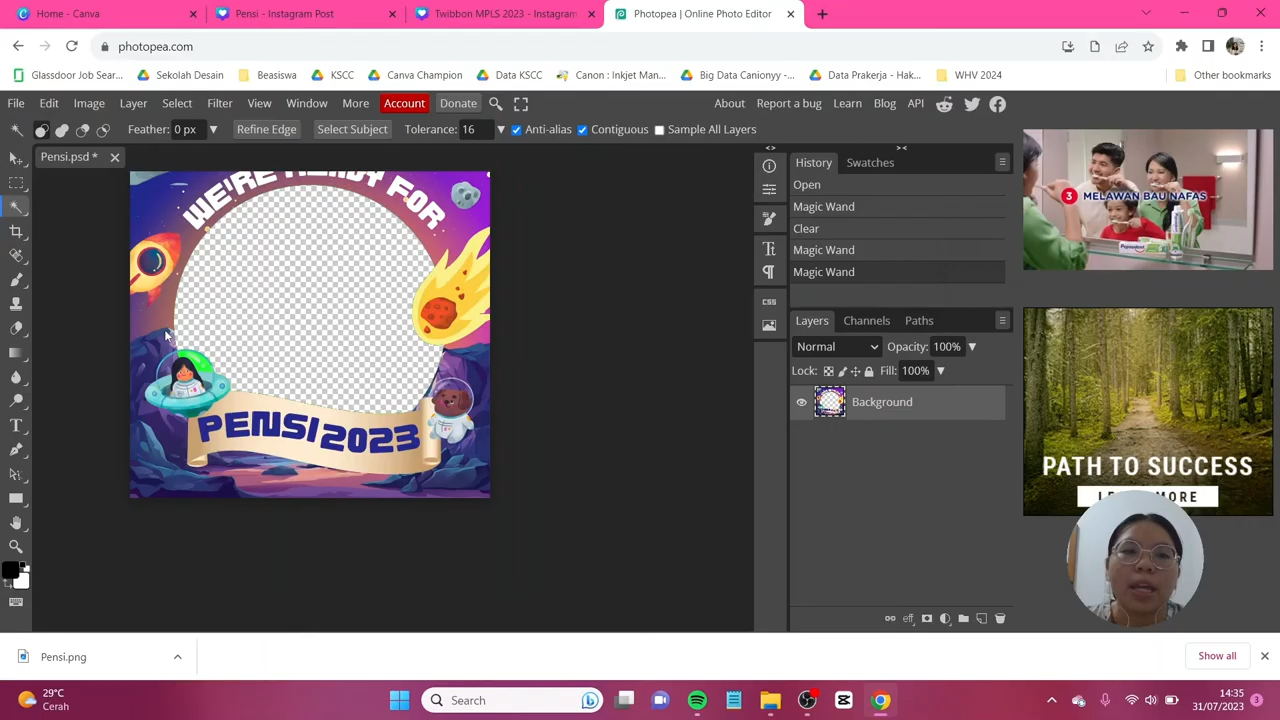 Home - Canva
Pensi - Instagram Post
Twibbon MPLS 2023 - Instagram
Photopea | Online Photo Editor
photopea.com
Glassdoor Job Sear...
Sekolah Desain
Beasiswa
KSCC
Canva Champion
Data KSCC
Canon : Inkjet Man...
Big Data Canionyy -...
Data Prakerja - Hak...
WHV 2024
Other bookmarks
File Edit Image Layer Select Filter View Window More Account Donate
About Report a bug Learn Blog API
Feather: 0 px Refine Edge Select Subject Tolerance: 16 Anti-alias Contiguous Sample All Layers
Pensi.psd *
WE'RE READY FOR
PENSI 2023
History Swatches
Open
Magic Wand
Clear
Magic Wand
Magic Wand
CSS
Layers Channels Paths
Normal Opacity: 100%
Lock: Fill: 100%
Background
eff
3 MELAWAN BAU NAFAS
Pepsodent
PATH TO SUCCESS
Pensi.png
Show all
29°C
Cerah
Search
14:35
31/07/2023
3